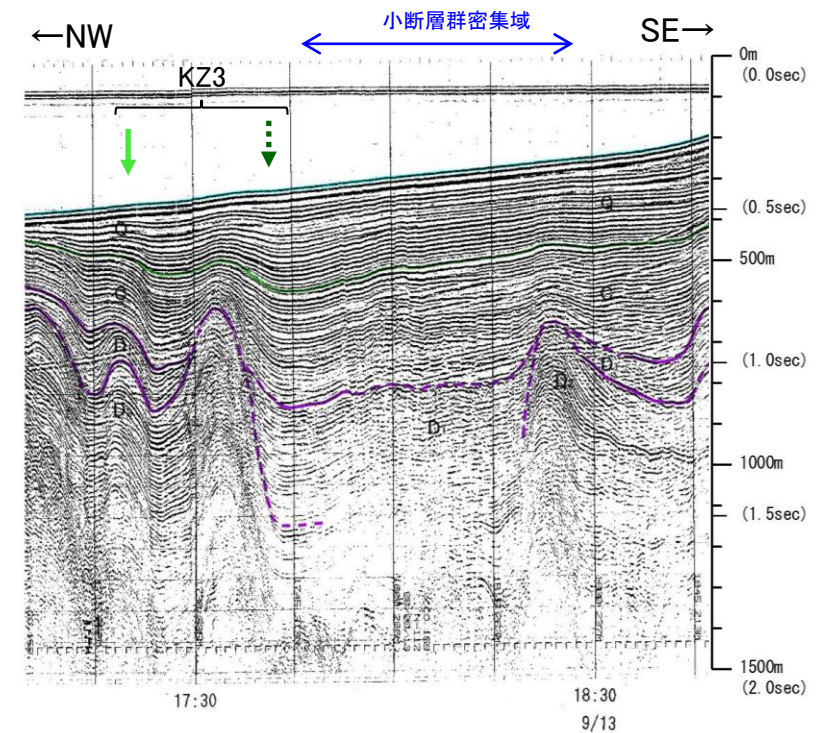 小断層群密集域
←NW
SE→
KZ3
0m
(0.0sec)
(0.5sec)
500m
(1.0sec)
1000m
(1.5sec)
1500m
(2.0sec)
Q
Q
C
C
D
D
D
D₂
D
17:30
18:30
9/13